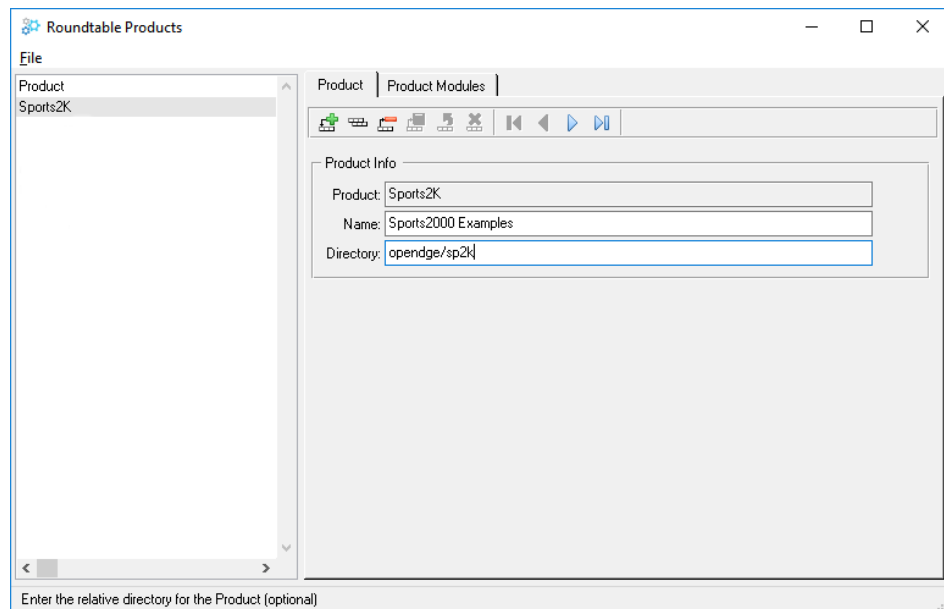 Roundtable Products
File
Product
Sports2K
Product
Product Modules
Product Info
Product: Sports2K
Name: Sports2000 Examples
Directory: opendge/sp2k
Enter the relative directory for the Product (optional)